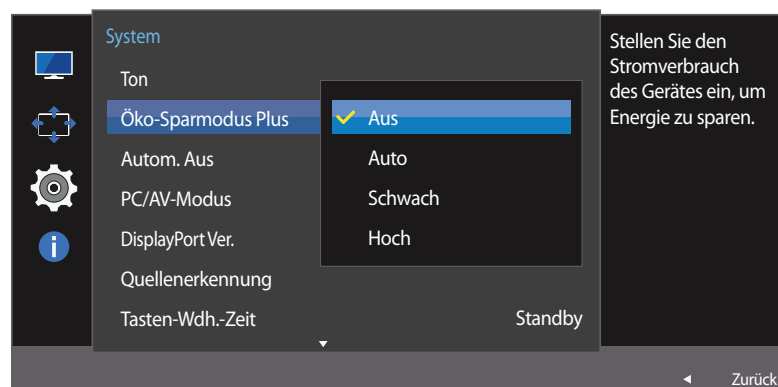 System
Ton
Öko-Sparmodus Plus
Autom. Aus
PC/AV-Modus
DisplayPort Ver.
Quellenerkennung
Tasten-Wdh.-Zeit
Standby
Aus
Auto
Schwach
Hoch
Stellen Sie den
Stromverbrauch
des Gerätes ein, um
Energie zu sparen.
Zurück